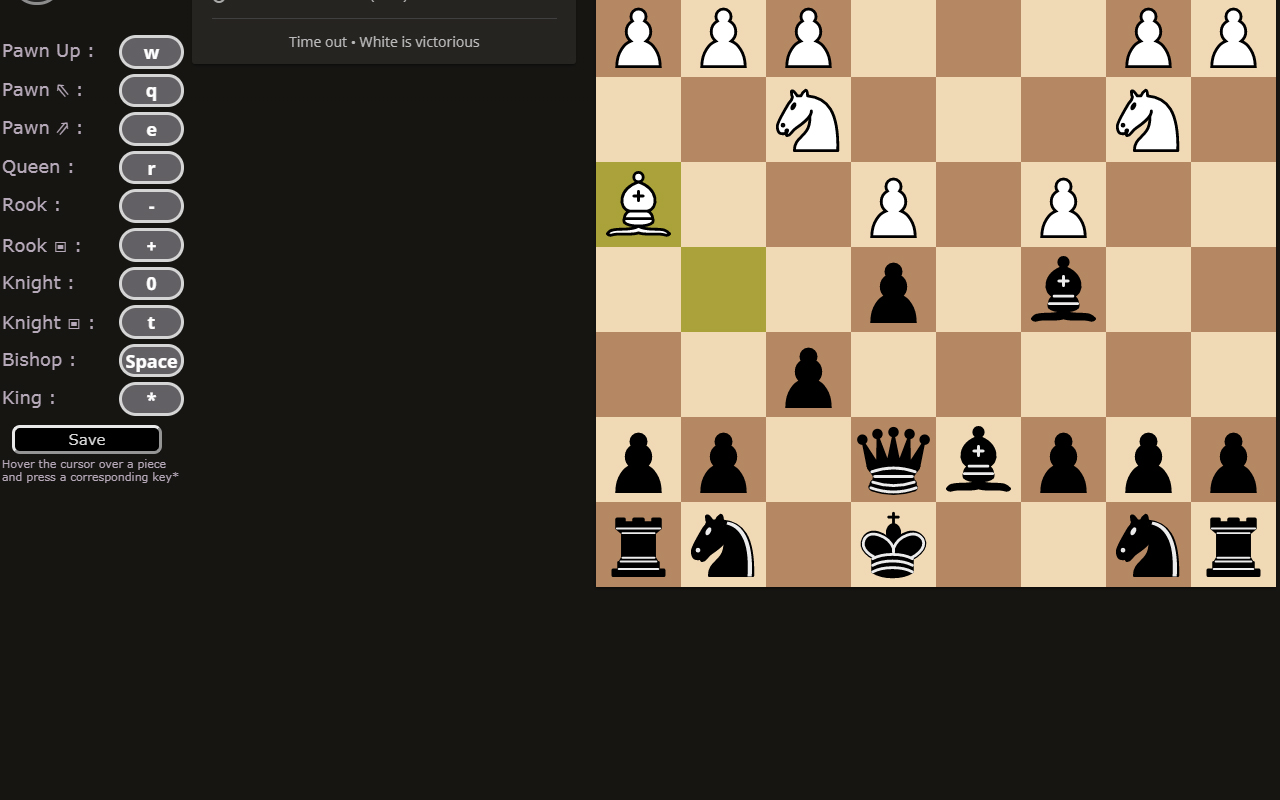 Time out • White is victorious
Pawn Up : w
Pawn ⇖ : q
Pawn ⇗ : e
Queen : r
Rook : -
Rook ▣ : +
Knight : 0
Knight ▣ : t
Bishop : Space
King : *
Save
Hover the cursor over a piece
and press a corresponding key*